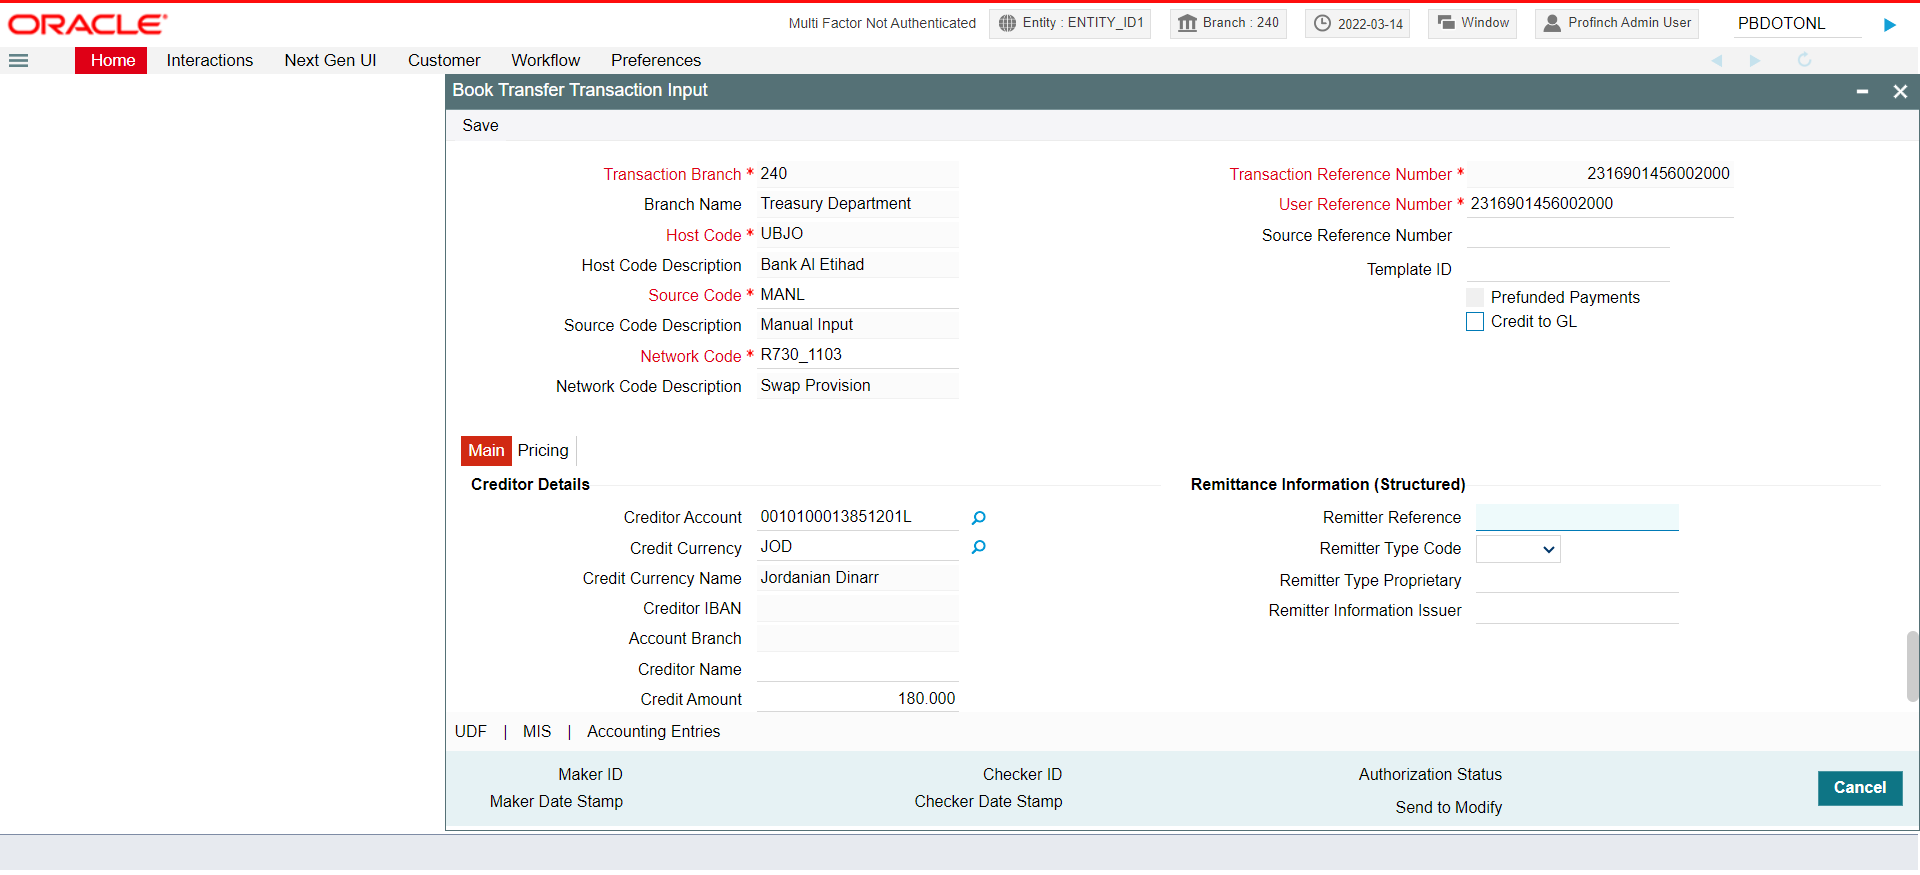 ORACLE
Multi Factor Not Authenticated Entity : ENTITY_ID1 Branch : 240 2022-03-14 Window Profinch Admin User PBDOTONL
Home Interactions Next Gen UI Customer Workflow Preferences
Book Transfer Transaction Input
Save
Transaction Branch * 240
Branch Name Treasury Department
Host Code * UBJO
Host Code Description Bank Al Etihad
Source Code * MANL
Source Code Description Manual Input
Network Code * R730_1103
Network Code Description Swap Provision
Transaction Reference Number * 2316901456002000
User Reference Number * 2316901456002000
Source Reference Number
Template ID
Prefunded Payments
Credit to GL
Main Pricing
Creditor Details
Creditor Account 0010100013851201L
Credit Currency JOD
Credit Currency Name Jordanian Dinarr
Creditor IBAN
Account Branch
Creditor Name
Credit Amount 180.000
Remittance Information (Structured)
Remitter Reference
Remitter Type Code
Remitter Type Proprietary
Remitter Information Issuer
UDF | MIS | Accounting Entries
Maker ID Checker ID Authorization Status
Maker Date Stamp Checker Date Stamp Send to Modify
Cancel